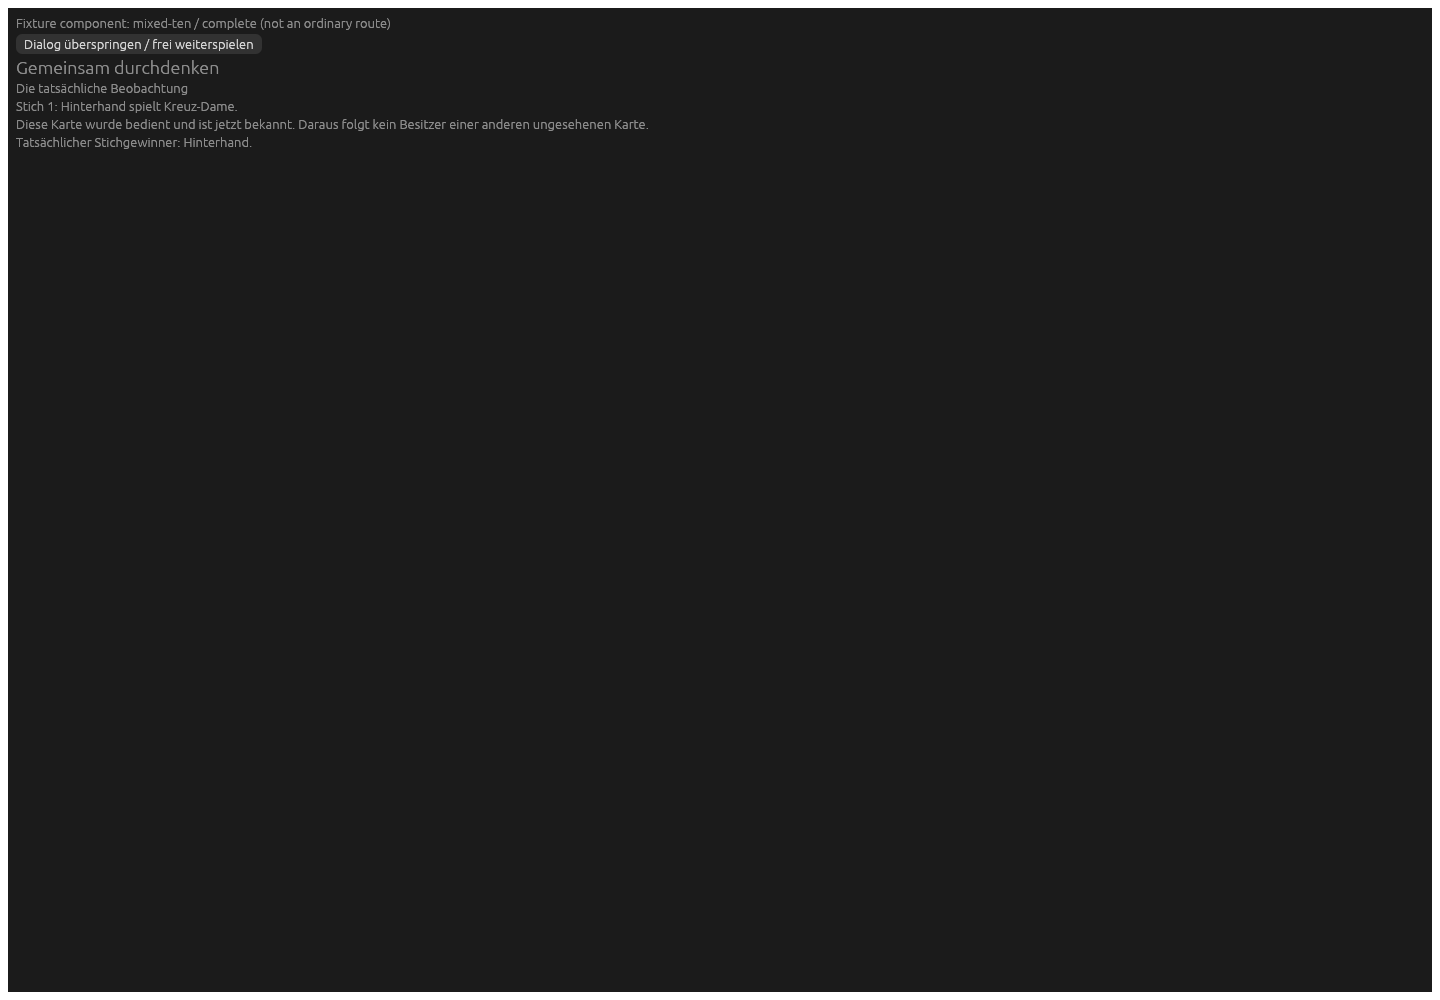 Fixture component: mixed-ten / complete (not an ordinary route)
Dialog überspringen / frei weiterspielen
Gemeinsam durchdenken
Die tatsächliche Beobachtung
Stich 1: Hinterhand spielt Kreuz-Dame.
Diese Karte wurde bedient und ist jetzt bekannt. Daraus folgt kein Besitzer einer anderen ungesehenen Karte.
Tatsächlicher Stichgewinner: Hinterhand.